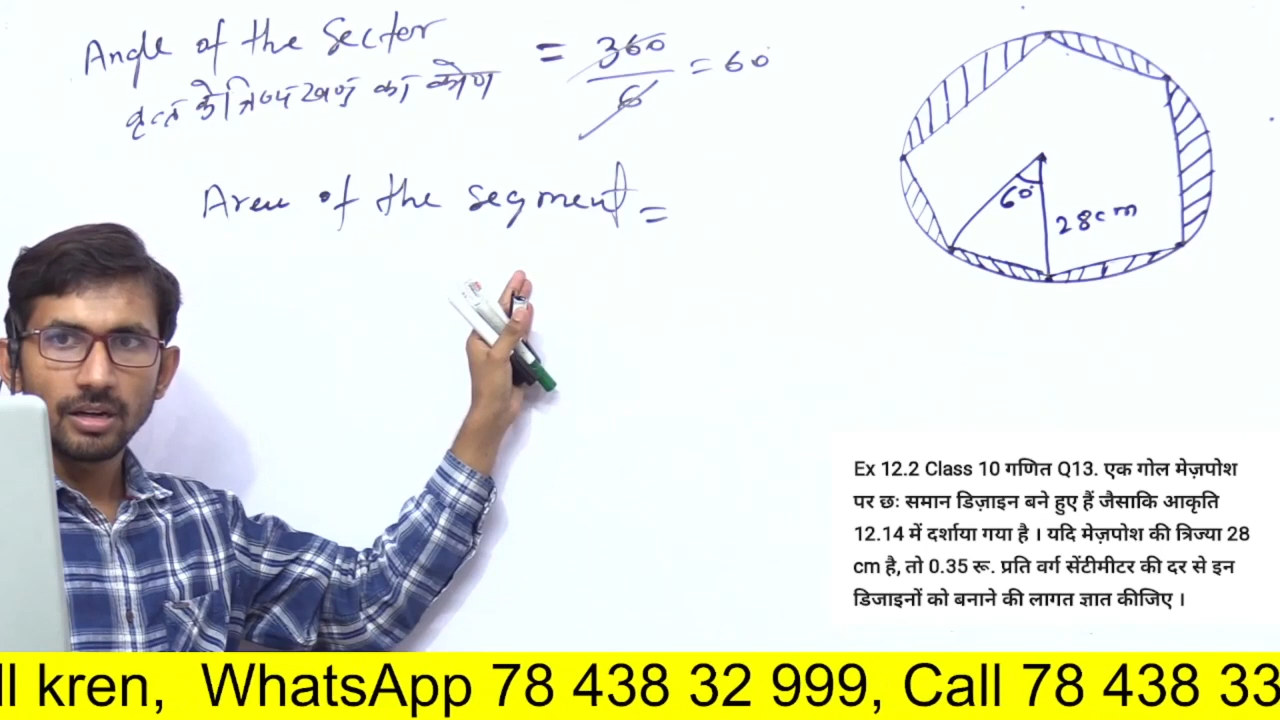 Angle of the Sector = 360/6 = 60°
वृत्त के त्रिज्यखण्ड का कोण
Area of the segment =
60°
28cm
Ex 12.2 Class 10 गणित Q13. एक गोल मेज़पोश
पर छः समान डिज़ाइन बने हुए हैं जैसाकि आकृति
12.14 में दर्शाया गया है । यदि मेज़पोश की त्रिज्या 28
cm है, तो 0.35 रू. प्रति वर्ग सेंटीमीटर की दर से इन
डिजाइनों को बनाने की लागत ज्ञात कीजिए ।
ll kren, WhatsApp 78 438 32 999, Call 78 438 33